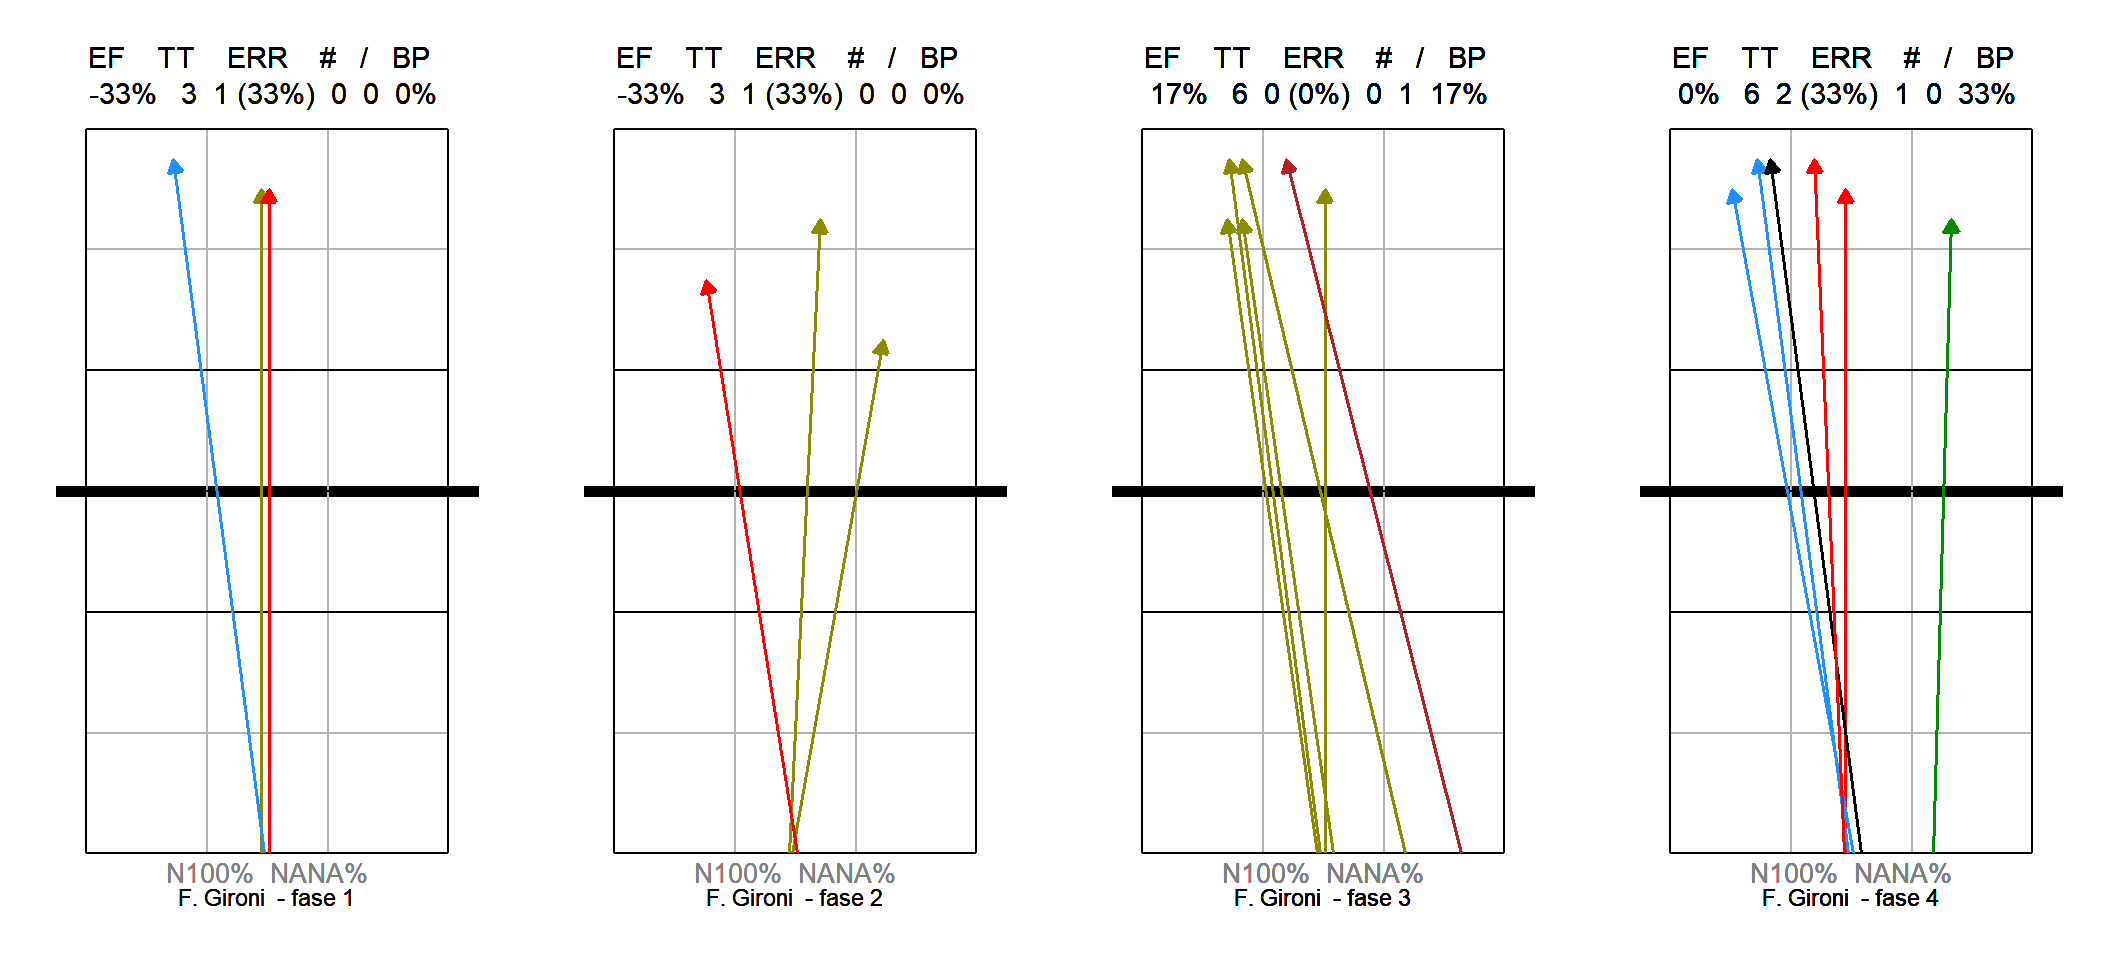 EF TT ERR # / BP
-33% 3 1 (33%) 0 0 0%
N100% NANA%
F. Gironi - fase 1
EF TT ERR # / BP
-33% 3 1 (33%) 0 0 0%
N100% NANA%
F. Gironi - fase 2
EF TT ERR # / BP
17% 6 0 (0%) 0 1 17%
N100% NANA%
F. Gironi - fase 3
EF TT ERR # / BP
0% 6 2 (33%) 1 0 33%
N100% NANA%
F. Gironi - fase 4